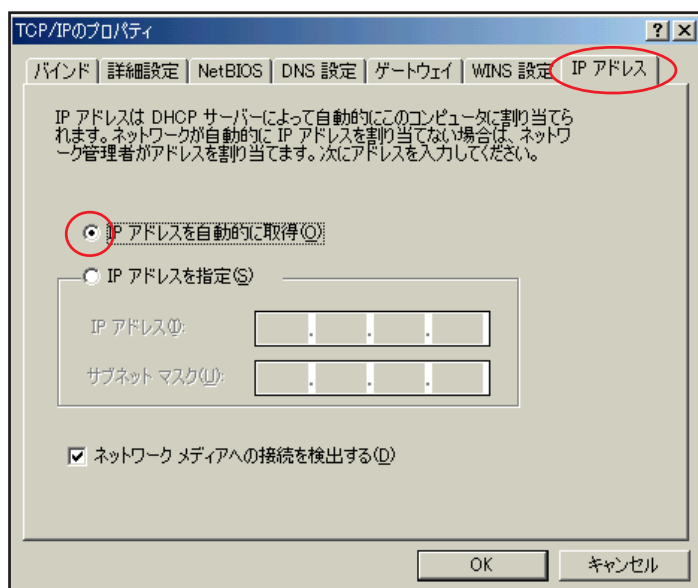 TCP/IPのプロパティ
バインド 詳細設定 NetBIOS DNS 設定 ゲートウェイ WINS 設定 IP アドレス
IP アドレスは DHCP サーバーによって自動的にこのコンピュータに割り当てら
れます。ネットワークが自動的に IP アドレスを割り当てない場合は、ネットワ
ーク管理者がアドレスを割り当てます。次にアドレスを入力してください。
IP アドレスを自動的に取得(O)
IP アドレスを指定(S)
IP アドレス(I):
サブネット マスク(U):
ネットワーク メディアへの接続を検出する(D)
OK キャンセル